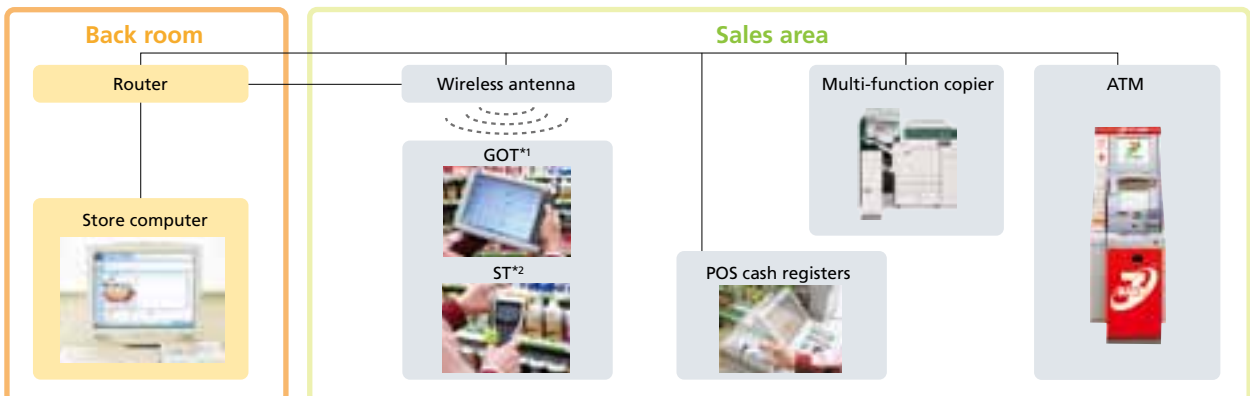 Back room
Sales area
Router
Wireless antenna
Multi-function copier
ATM
GOT*1
Store computer
ST*2
POS cash registers